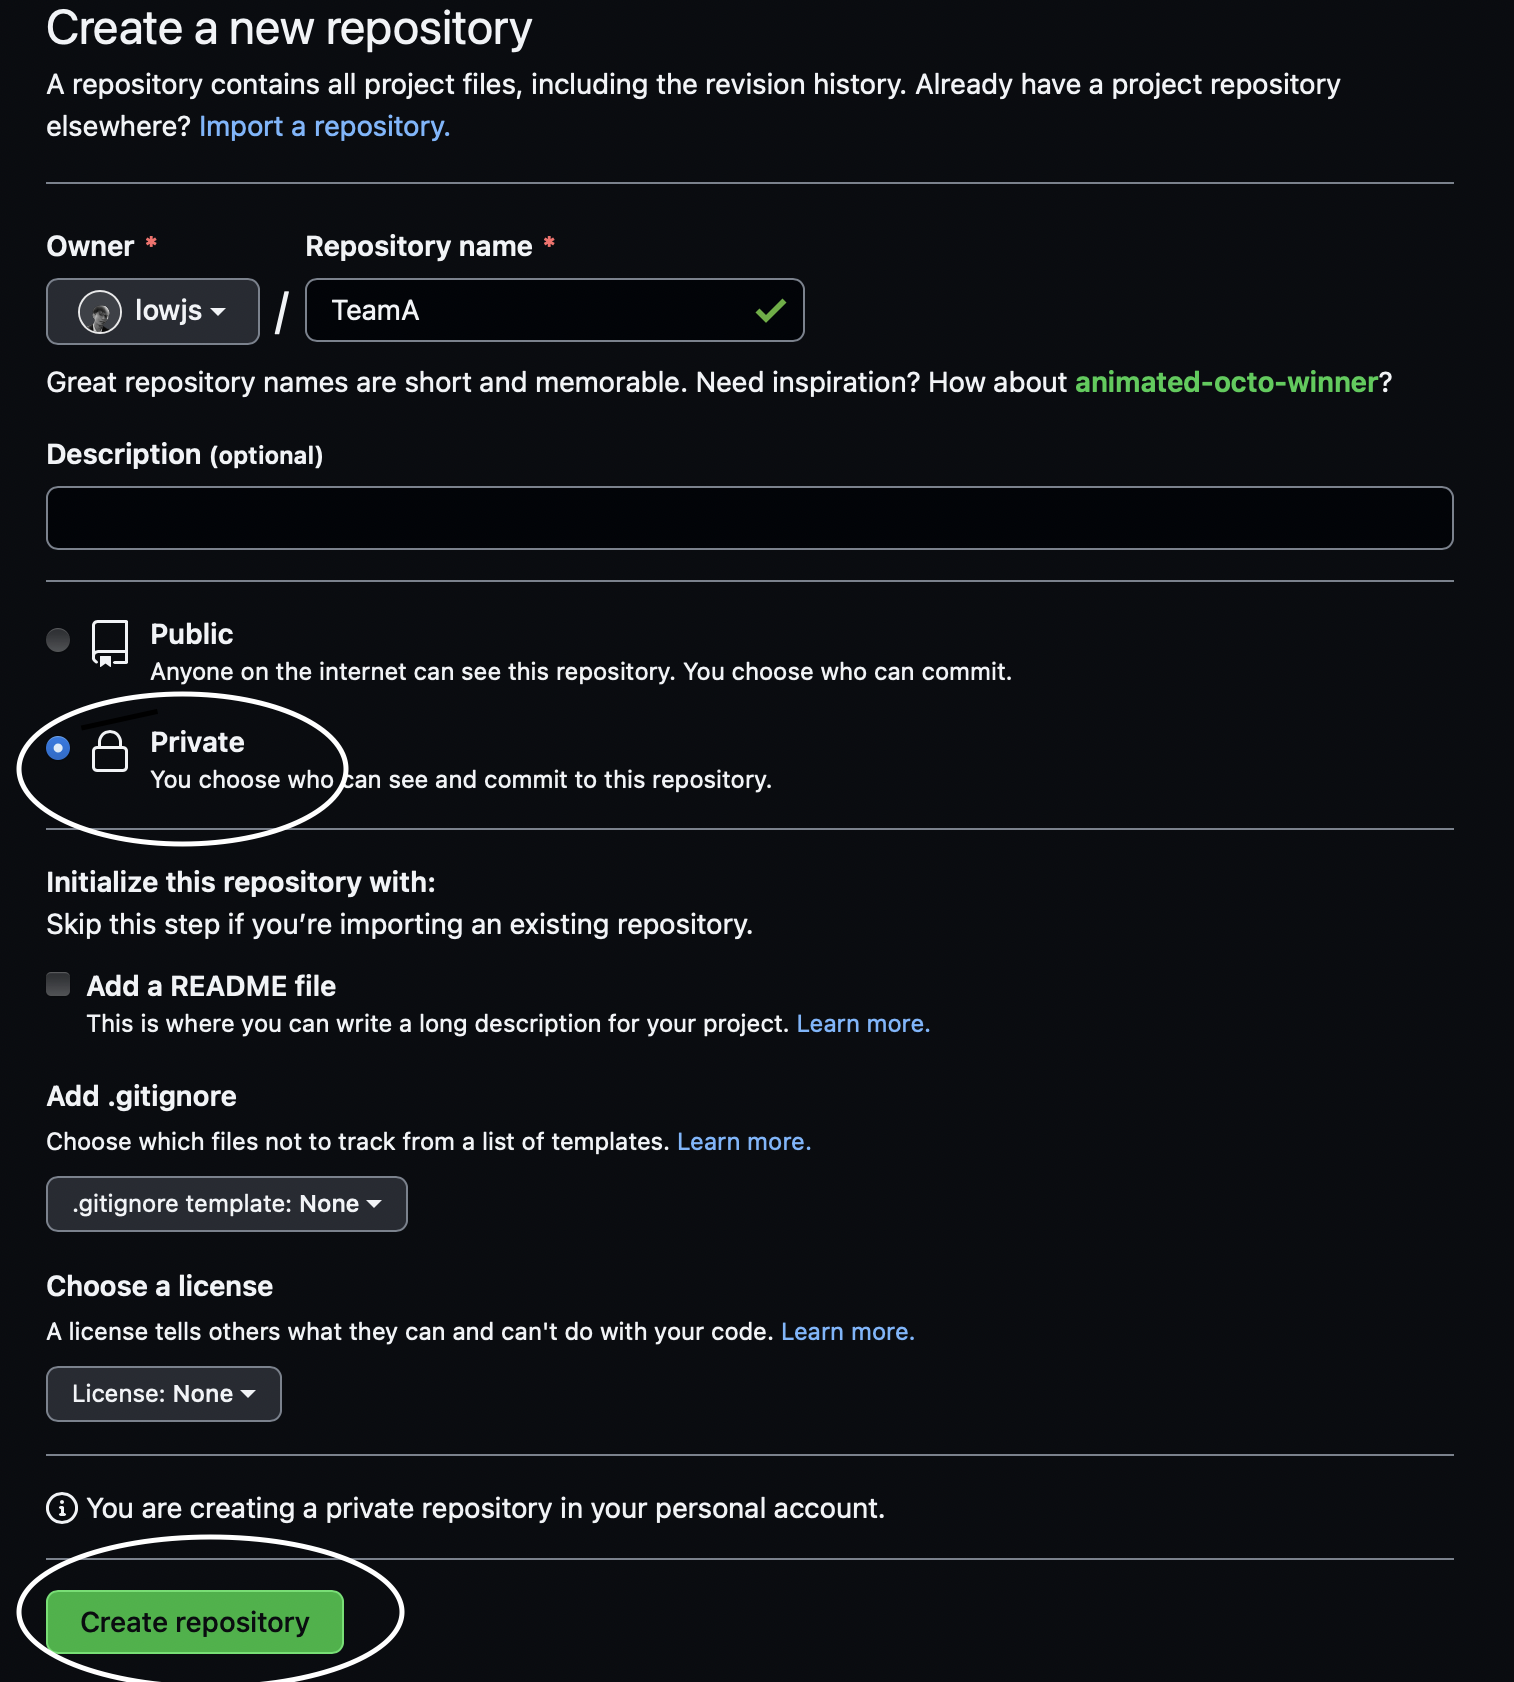 Create a new repository
A repository contains all project files, including the revision history. Already have a project repository
elsewhere? Import a repository.
Owner * Repository name *
lowjs / TeamA
Great repository names are short and memorable. Need inspiration? How about animated-octo-winner?
Description (optional)
Public
Anyone on the internet can see this repository. You choose who can commit.
Private
You choose who can see and commit to this repository.
Initialize this repository with:
Skip this step if you’re importing an existing repository.
Add a README file
This is where you can write a long description for your project. Learn more.
Add .gitignore
Choose which files not to track from a list of templates. Learn more.
.gitignore template: None
Choose a license
A license tells others what they can and can't do with your code. Learn more.
License: None
You are creating a private repository in your personal account.
Create repository